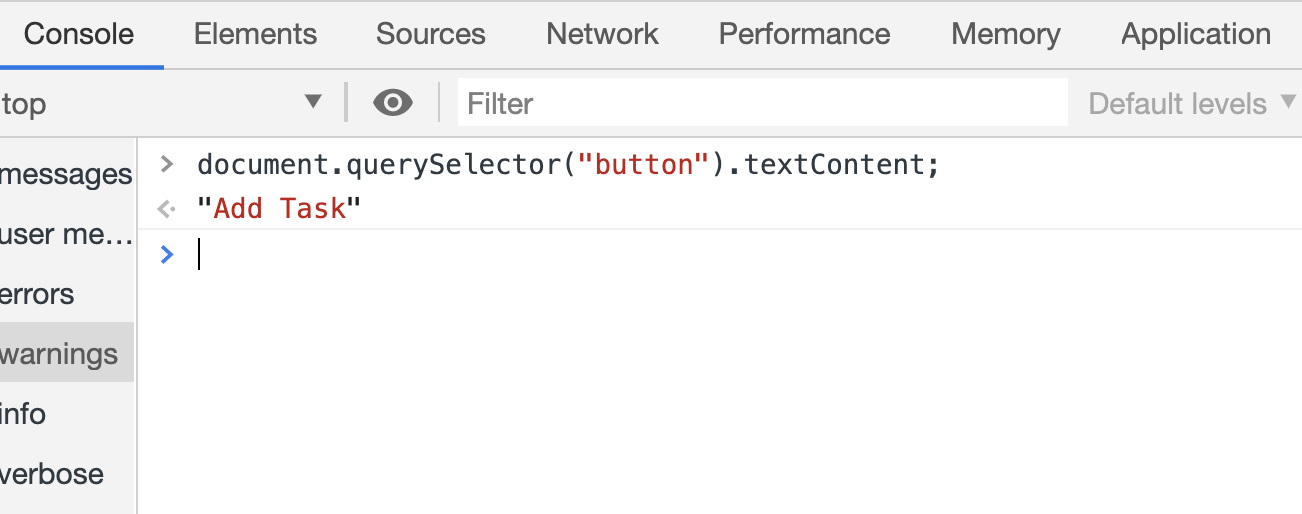 Console Elements Sources Network Performance Memory Application
top Filter Default levels
messages
user me...
errors
warnings
info
verbose
> document.querySelector("button").textContent;
"Add Task"
>